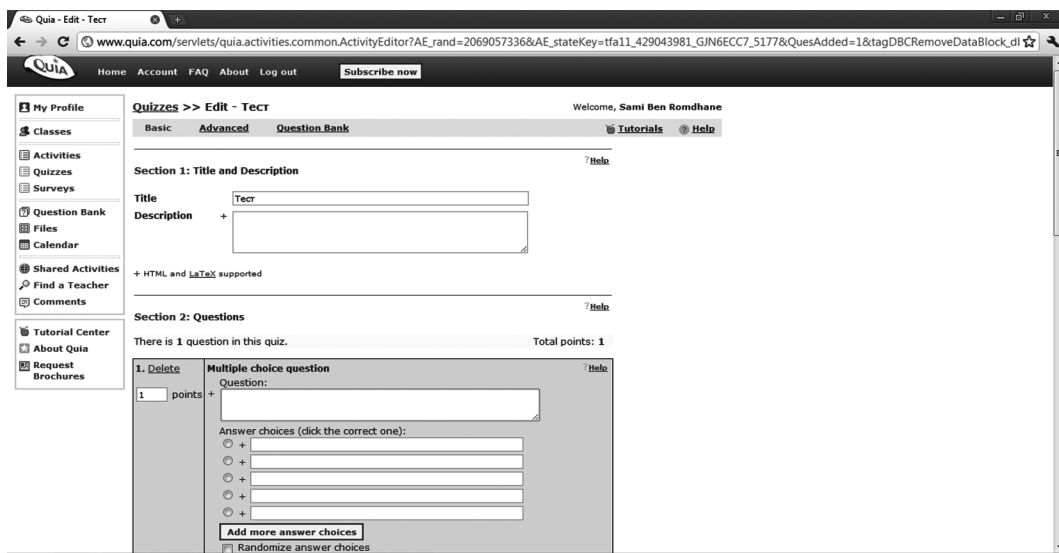 Quia - Edit - Тест
www.quia.com/servlets/quia.activities.common.ActivityEditor?AE_rand=2069057336&AE_stateKey=tfa11_429043981_GJN6ECC7_5177&QuesAdded=1&tagDBCRemoveDataBlock_dl
QUIA Home Account FAQ About Log out Subscribe now
My Profile
Classes
Activities
Quizzes
Surveys
Question Bank
Files
Calendar
Shared Activities
Find a Teacher
Comments
Tutorial Center
About Quia
Request
Brochures
Quizzes >> Edit - Тест Welcome, Sami Ben Romdhane
Basic Advanced Question Bank Tutorials ? Help
? Help
Section 1: Title and Description
Title Тест
Description +
+ HTML and LaTeX supported
? Help
Section 2: Questions
There is 1 question in this quiz. Total points: 1
1. Delete Multiple choice question ? Help
Question:
1 points +
Answer choices (click the correct one):
+
+
+
+
+
Add more answer choices
Randomize answer choices